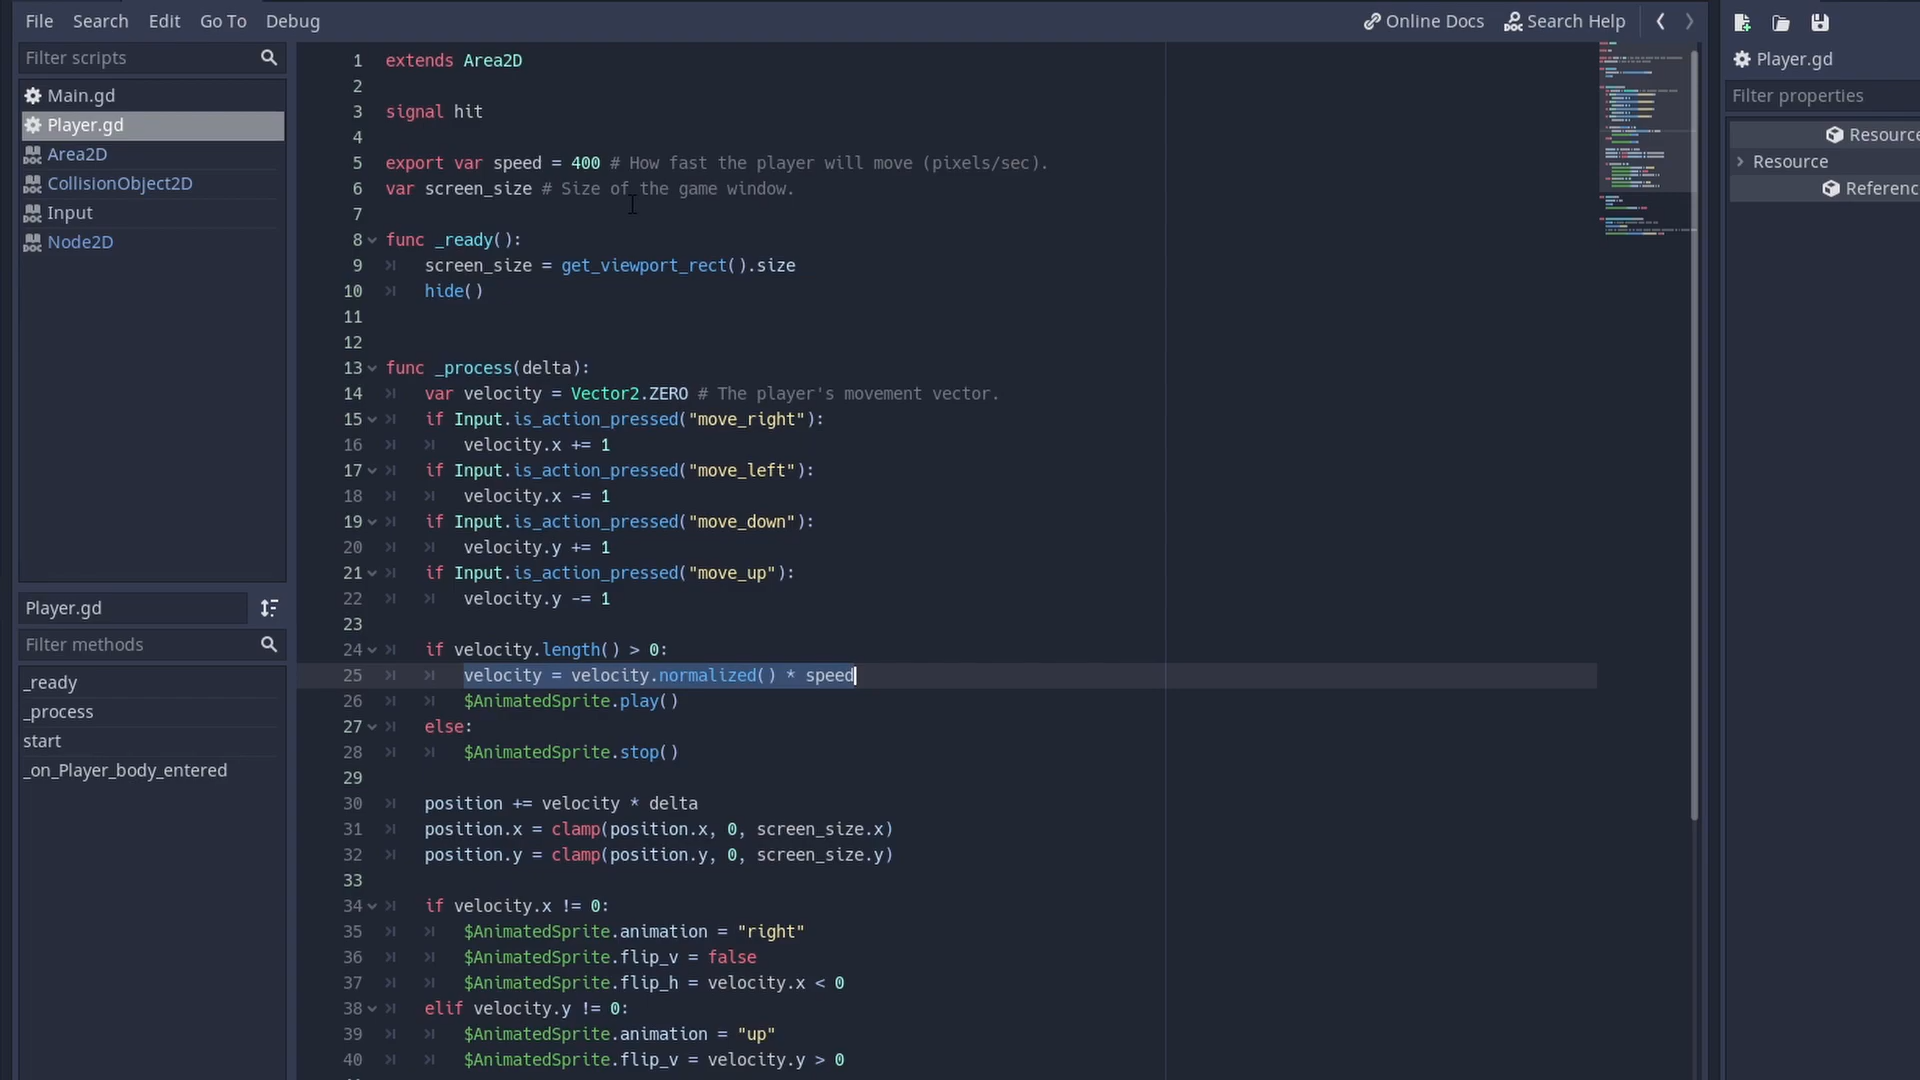 File Search Edit Go To Debug
Online Docs Search Help
Filter scripts
Main.gd
Player.gd
Area2D
CollisionObject2D
Input
Node2D
Player.gd
Filter methods
_ready
_process
start
_on_Player_body_entered
1 extends Area2D
2
3 signal hit
4
5 export var speed = 400 # How fast the player will move (pixels/sec).
6 var screen_size # Size of the game window.
7
8 func _ready():
9 screen_size = get_viewport_rect().size
10 hide()
11
12
13 func _process(delta):
14 var velocity = Vector2.ZERO # The player's movement vector.
15 if Input.is_action_pressed("move_right"):
16 velocity.x += 1
17 if Input.is_action_pressed("move_left"):
18 velocity.x -= 1
19 if Input.is_action_pressed("move_down"):
20 velocity.y += 1
21 if Input.is_action_pressed("move_up"):
22 velocity.y -= 1
23
24 if velocity.length() > 0:
25 velocity = velocity.normalized() * speed
26 $AnimatedSprite.play()
27 else:
28 $AnimatedSprite.stop()
29
30 position += velocity * delta
31 position.x = clamp(position.x, 0, screen_size.x)
32 position.y = clamp(position.y, 0, screen_size.y)
33
34 if velocity.x != 0:
35 $AnimatedSprite.animation = "right"
36 $AnimatedSprite.flip_v = false
37 $AnimatedSprite.flip_h = velocity.x < 0
38 elif velocity.y != 0:
39 $AnimatedSprite.animation = "up"
40 $AnimatedSprite.flip_v = velocity.y > 0
Player.gd
Filter properties
Resource
Resource
Referenc